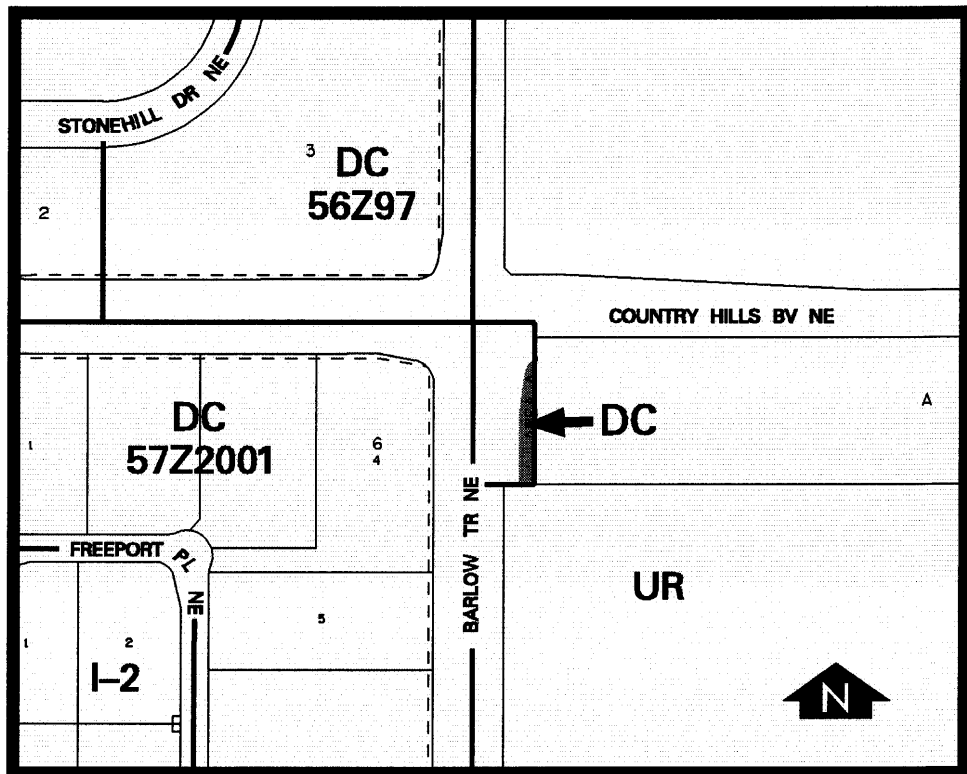 STONEHILL DR NE
3
DC
56Z97
2
COUNTRY HILLS BV NE
DC
57Z2001
1
6
4
DC
A
BARLOW TR NE
FREEPORT PL NE
UR
5
1
2
I-2
N